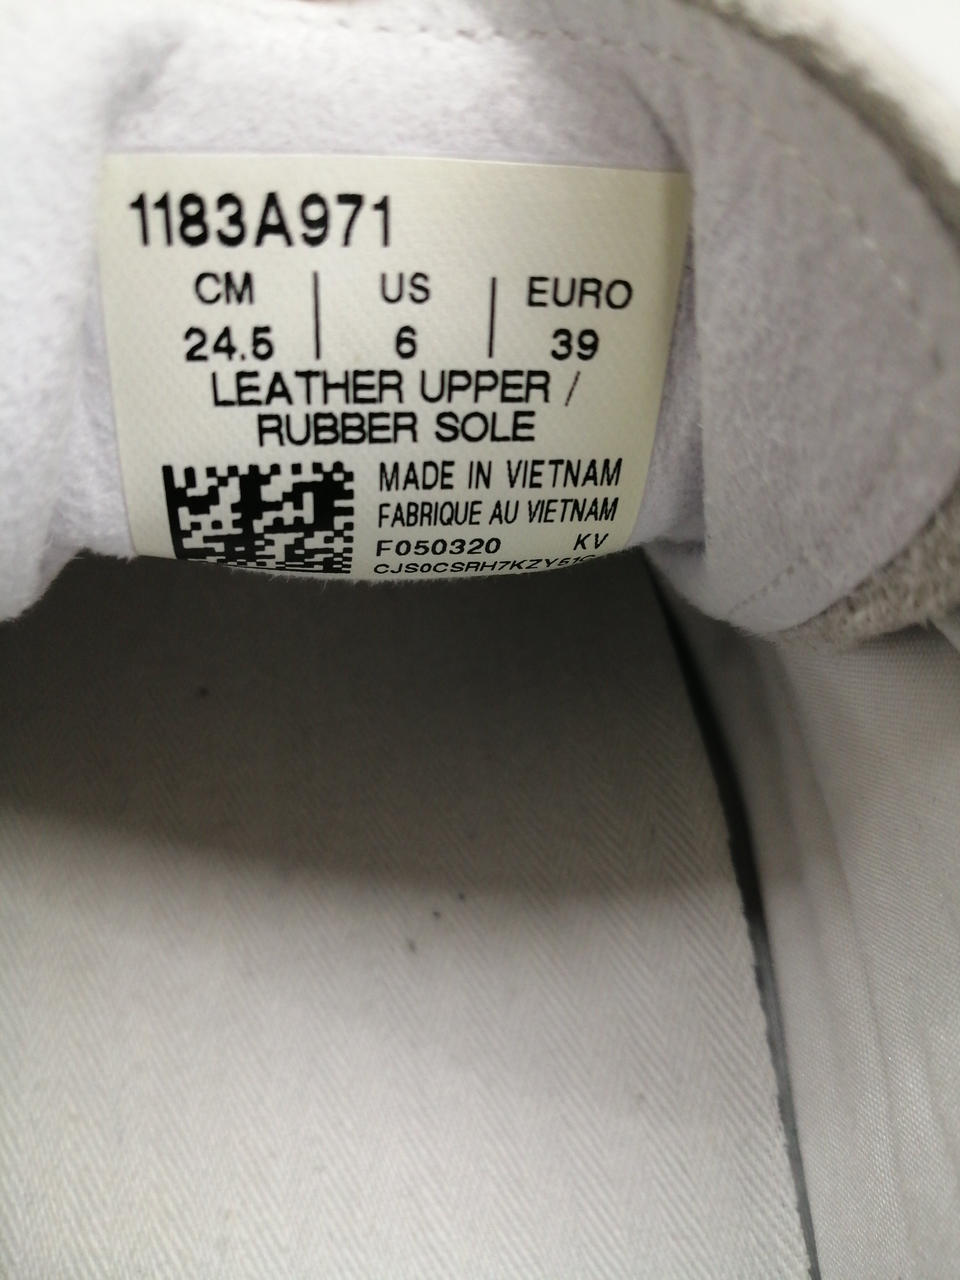 1183A971
CM | US | EURO
24.5 | 6 | 39
LEATHER UPPER /
RUBBER SOLE
MADE IN VIETNAM
FABRIQUE AU VIETNAM
F050320 KV